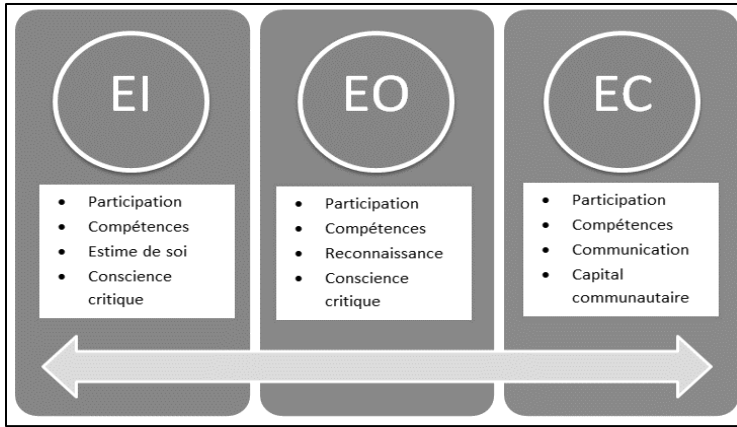 EI
• Participation
• Compétences
• Estime de soi
• Conscience
critique
EO
• Participation
• Compétences
• Reconnaissance
• Conscience
critique
EC
• Participation
• Compétences
• Communication
• Capital
communautaire